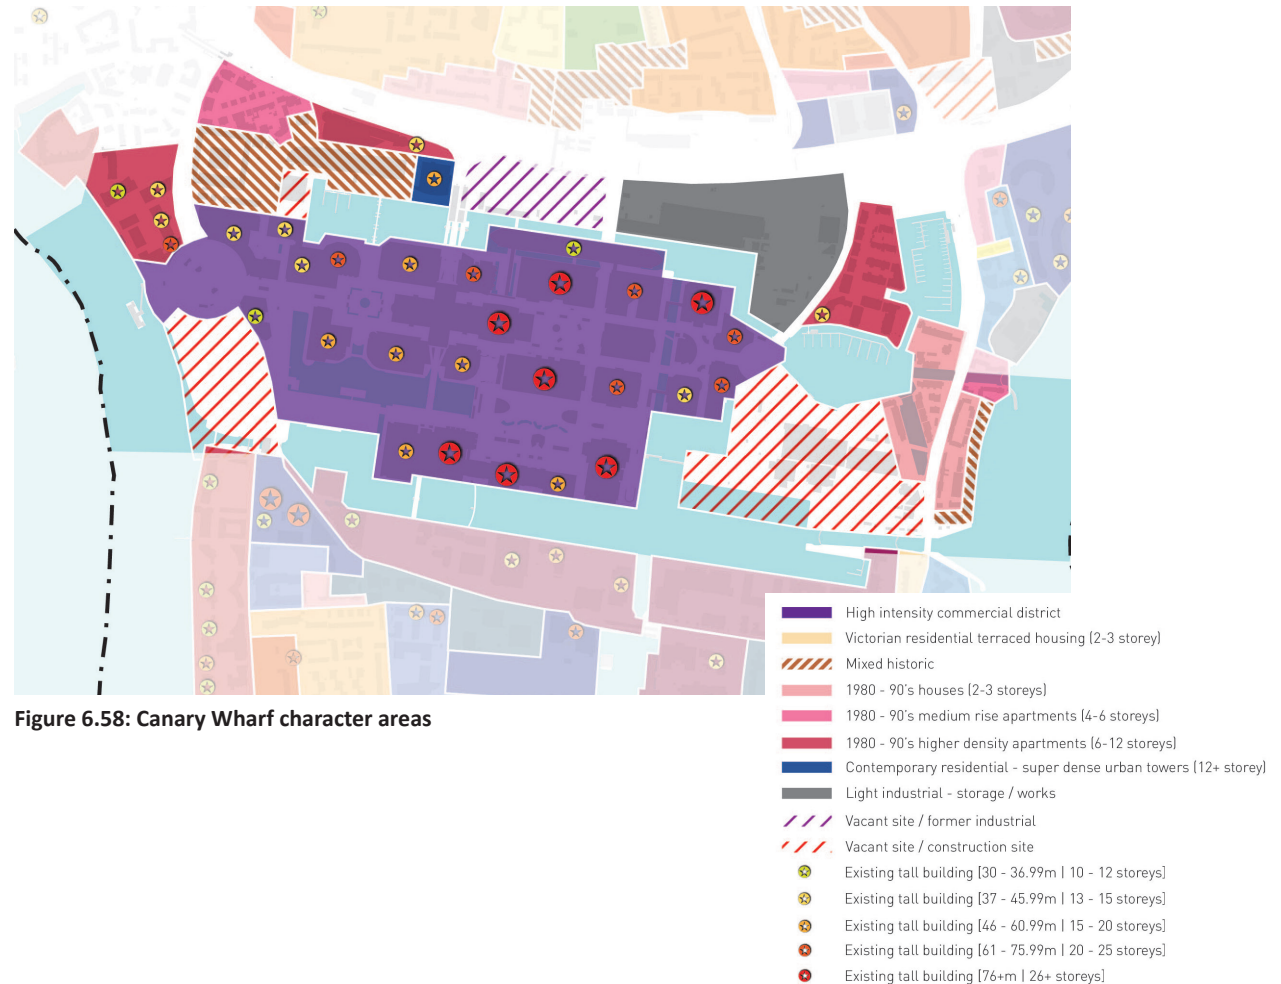 High intensity commercial district
Victorian residential terraced housing (2-3 storey)
Mixed historic
1980 - 90's houses (2-3 storeys)
Figure 6.58: Canary Wharf character areas
1980 - 90's medium rise apartments (4-6 storeys)
1980 - 90's higher density apartments (6-12 storeys)
Contemporary residential - super dense urban towers (12+ storey)
Light industrial - storage / works
Vacant site / former industrial
Vacant site / construction site
Existing tall building [30 - 36.99m | 10 - 12 storeys]
Existing tall building [37 - 45.99m | 13 - 15 storeys]
Existing tall building [46 - 60.99m | 15 - 20 storeys]
Existing tall building [61 - 75.99m | 20 - 25 storeys]
Existing tall building [76+m | 26+ storeys]